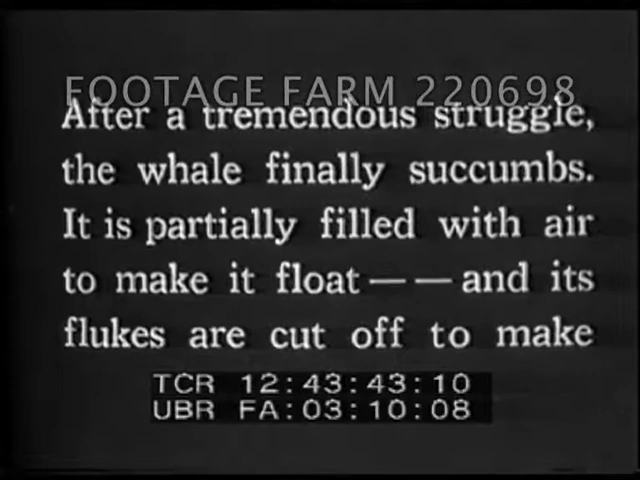 FOOTAGE FARM 220698
After a tremendous struggle,
the whale finally succumbs.
It is partially filled with air
to make it float — — and its
flukes are cut off to make
TCR 12:43:43:10
UBR FA:03:10:08